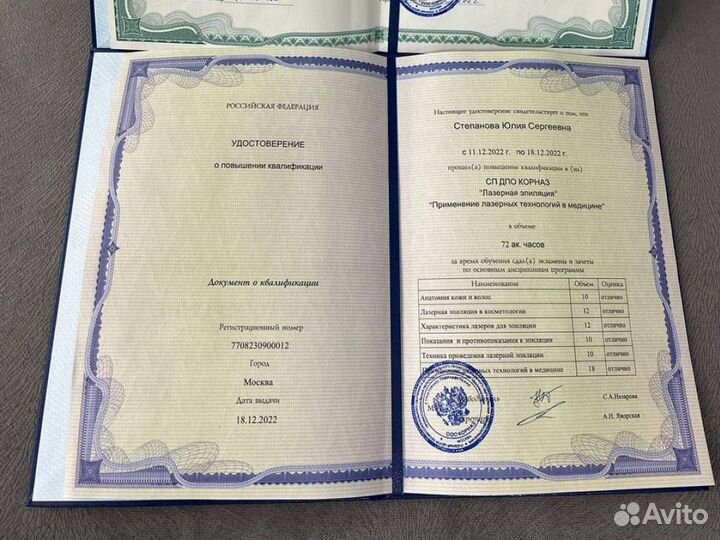 РОССИЙСКАЯ ФЕДЕРАЦИЯ
УДОСТОВЕРЕНИЕ
о повышении квалификации
Документ о квалификации
Регистрационный номер
7708230900012
Город
Москва
Дата выдачи
18.12.2022
Настоящее удостоверение свидетельствует о том, что
Степанова Юлия Сергеевна
с 11.12.2022 г. по 18.12.2022 г.
прошел(а) повышение квалификации в (на)
СП ДПО КОРНАЗ
"Лазерная эпиляция"
"Применение лазерных технологий в медицине"
в объеме
72 ак. часов
за время обучения сдал(а) экзамены и зачеты
по основным дисциплинам программы
Наименование Объем Оценка
Анатомия кожи и волос 10 отлично
Лазерная эпиляция в косметологии 12 отлично
Характеристика лазеров для эпиляции 12 отлично
Показания и противопоказания к эпиляции 10 отлично
Техника проведения лазерной эпиляции 10 отлично
технологий в медицине 18 отлично
С.А.Назарова
А.Н. Яворская
ООО КОРНАЗ
Avito